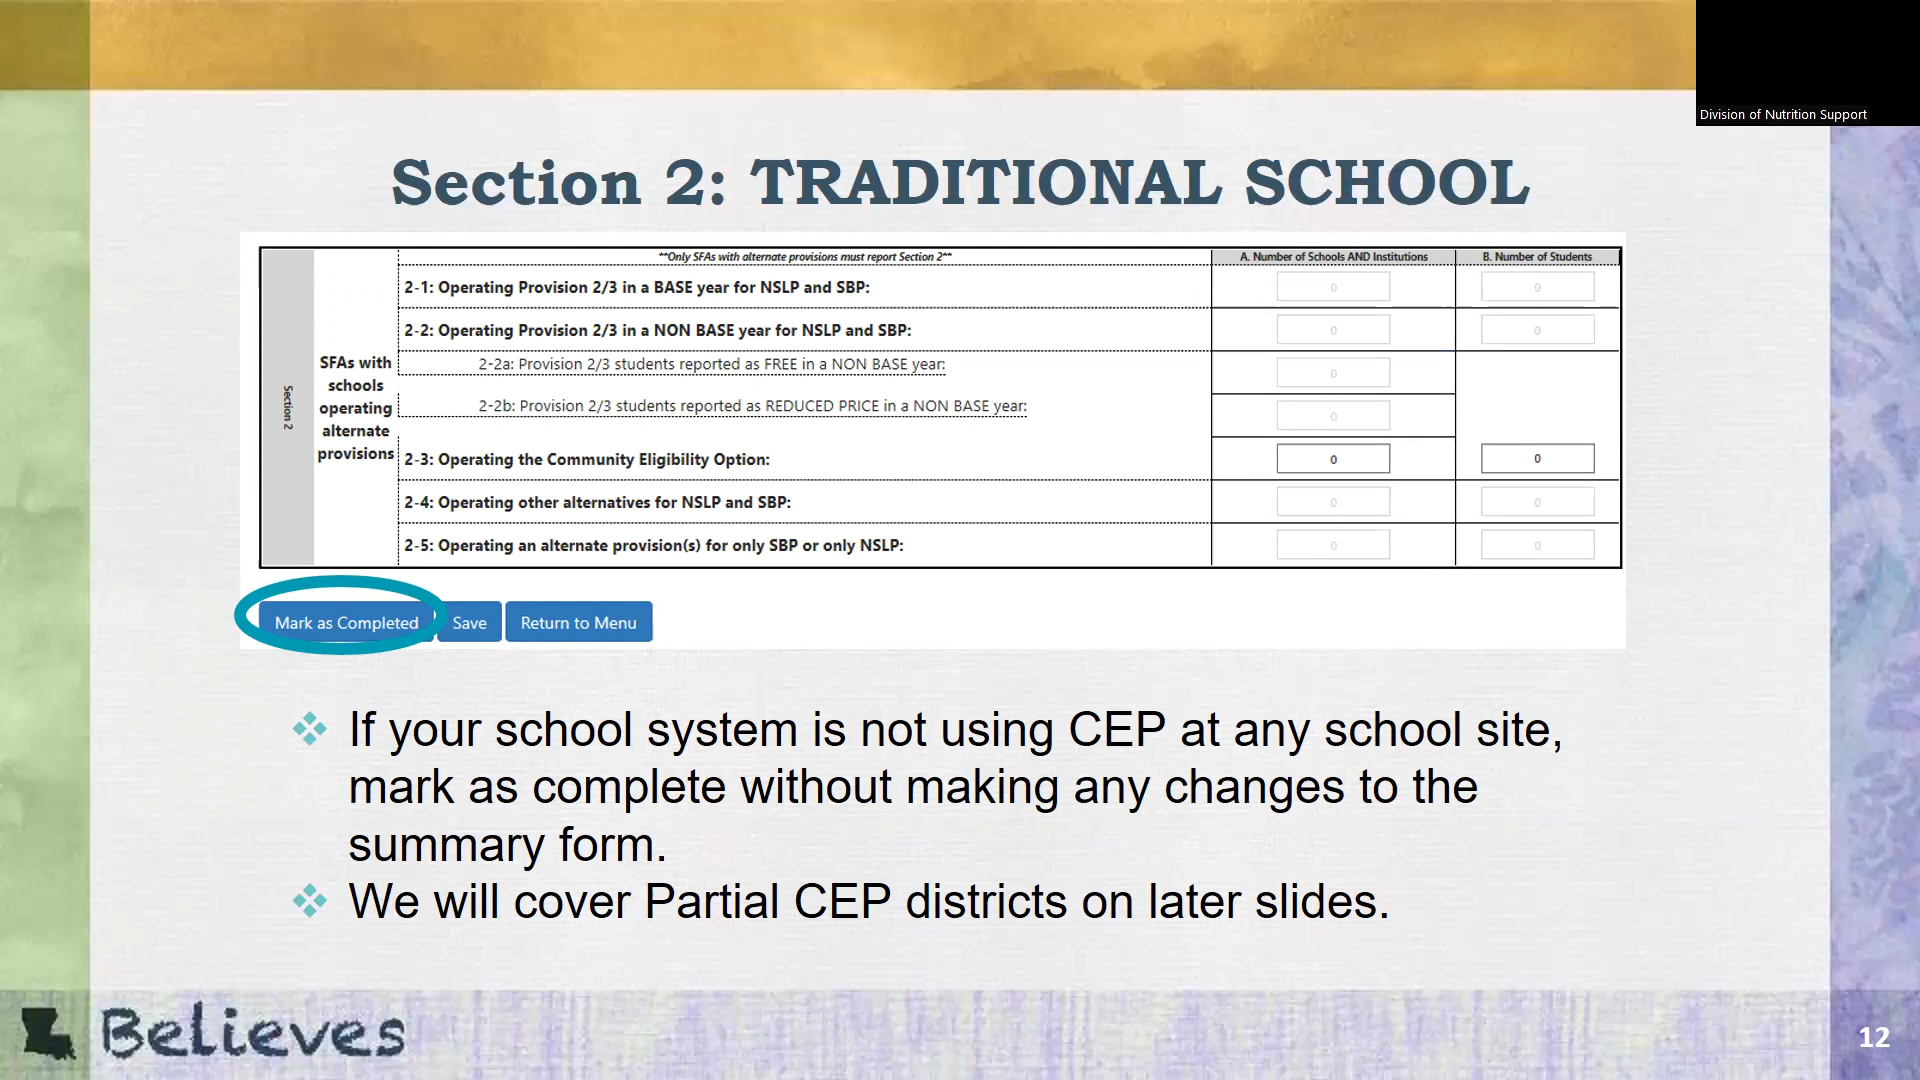 Division of Nutrition Support
Section 2: TRADITIONAL SCHOOL
**Only SFAs with alternate provisions must report Section 2**
A. Number of Schools AND Institutions
B. Number of Students
Section 2
SFAs with
schools
operating
alternate
provisions
2-1: Operating Provision 2/3 in a BASE year for NSLP and SBP:
0
0
2-2: Operating Provision 2/3 in a NON BASE year for NSLP and SBP:
0
0
2-2a: Provision 2/3 students reported as FREE in a NON BASE year:
0
2-2b: Provision 2/3 students reported as REDUCED PRICE in a NON BASE year:
0
2-3: Operating the Community Eligibility Option:
0
0
2-4: Operating other alternatives for NSLP and SBP:
0
0
2-5: Operating an alternate provision(s) for only SBP or only NSLP:
0
0
Mark as Completed
Save
Return to Menu
If your school system is not using CEP at any school site,
mark as complete without making any changes to the
summary form.
We will cover Partial CEP districts on later slides.
Believes
12